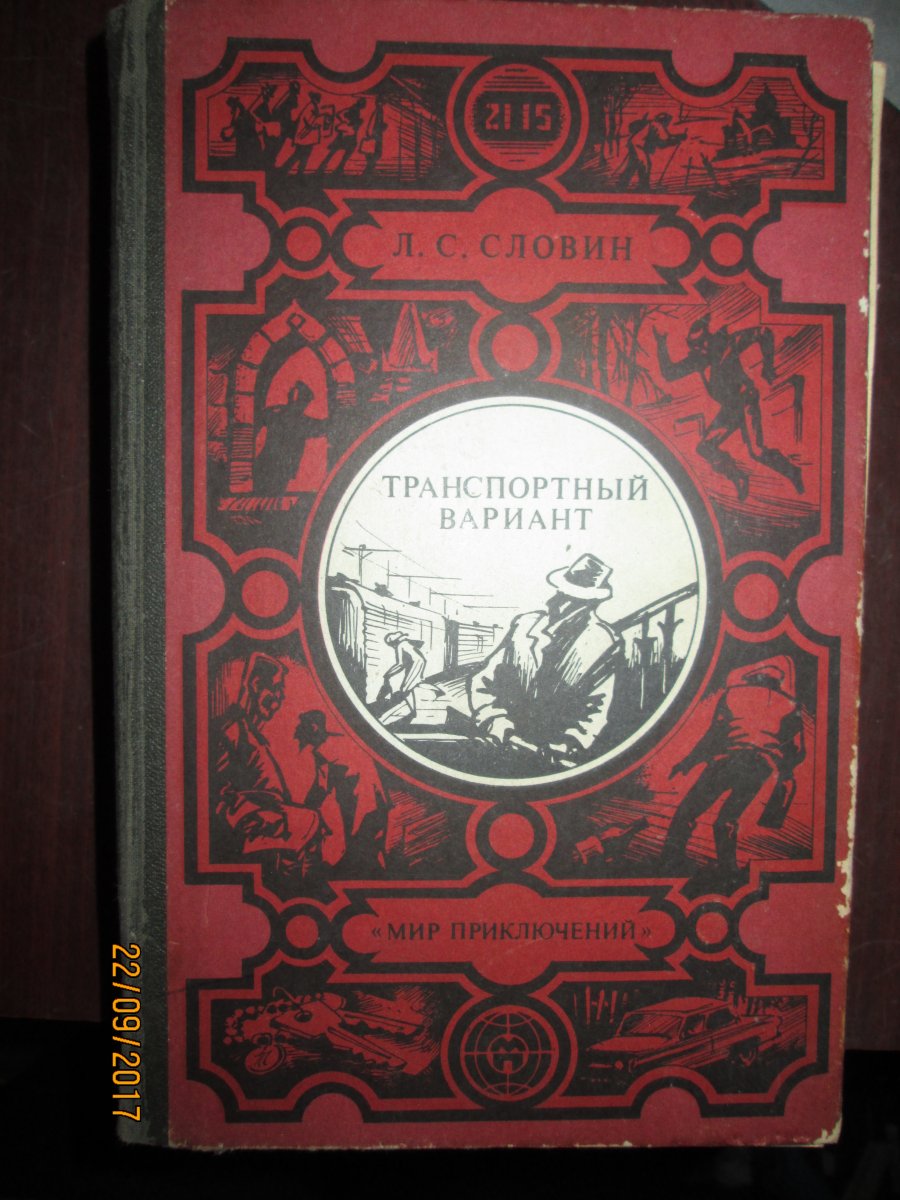 21 15
Л. С. СЛОВИН
ТРАНСПОРТНЫЙ
ВАРИАНТ
«МИР ПРИКЛЮЧЕНИЙ»
М
22/09/2017